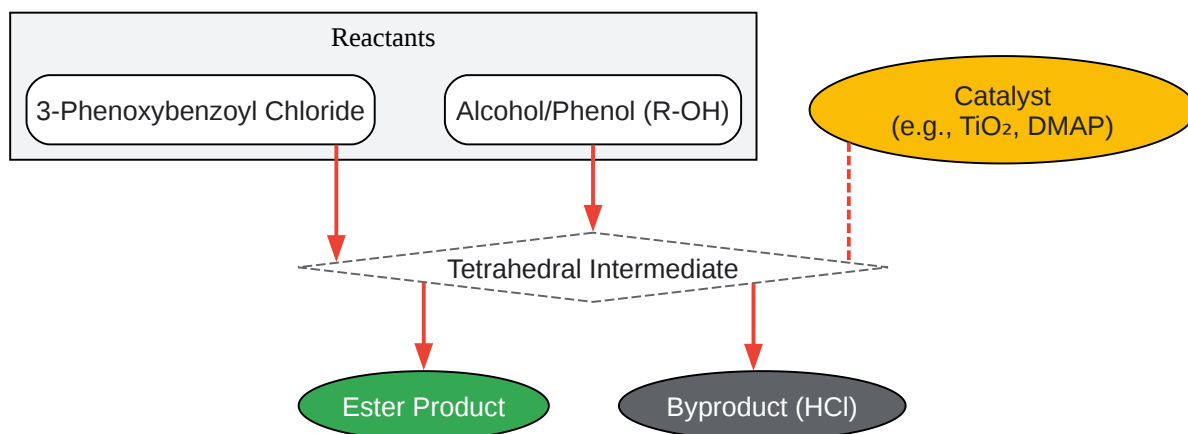 Reactants
3-Phenoxybenzoyl Chloride
Alcohol/Phenol (R-OH)
Catalyst
(e.g., TiO₂, DMAP)
Tetrahedral Intermediate
Ester Product
Byproduct (HCl)